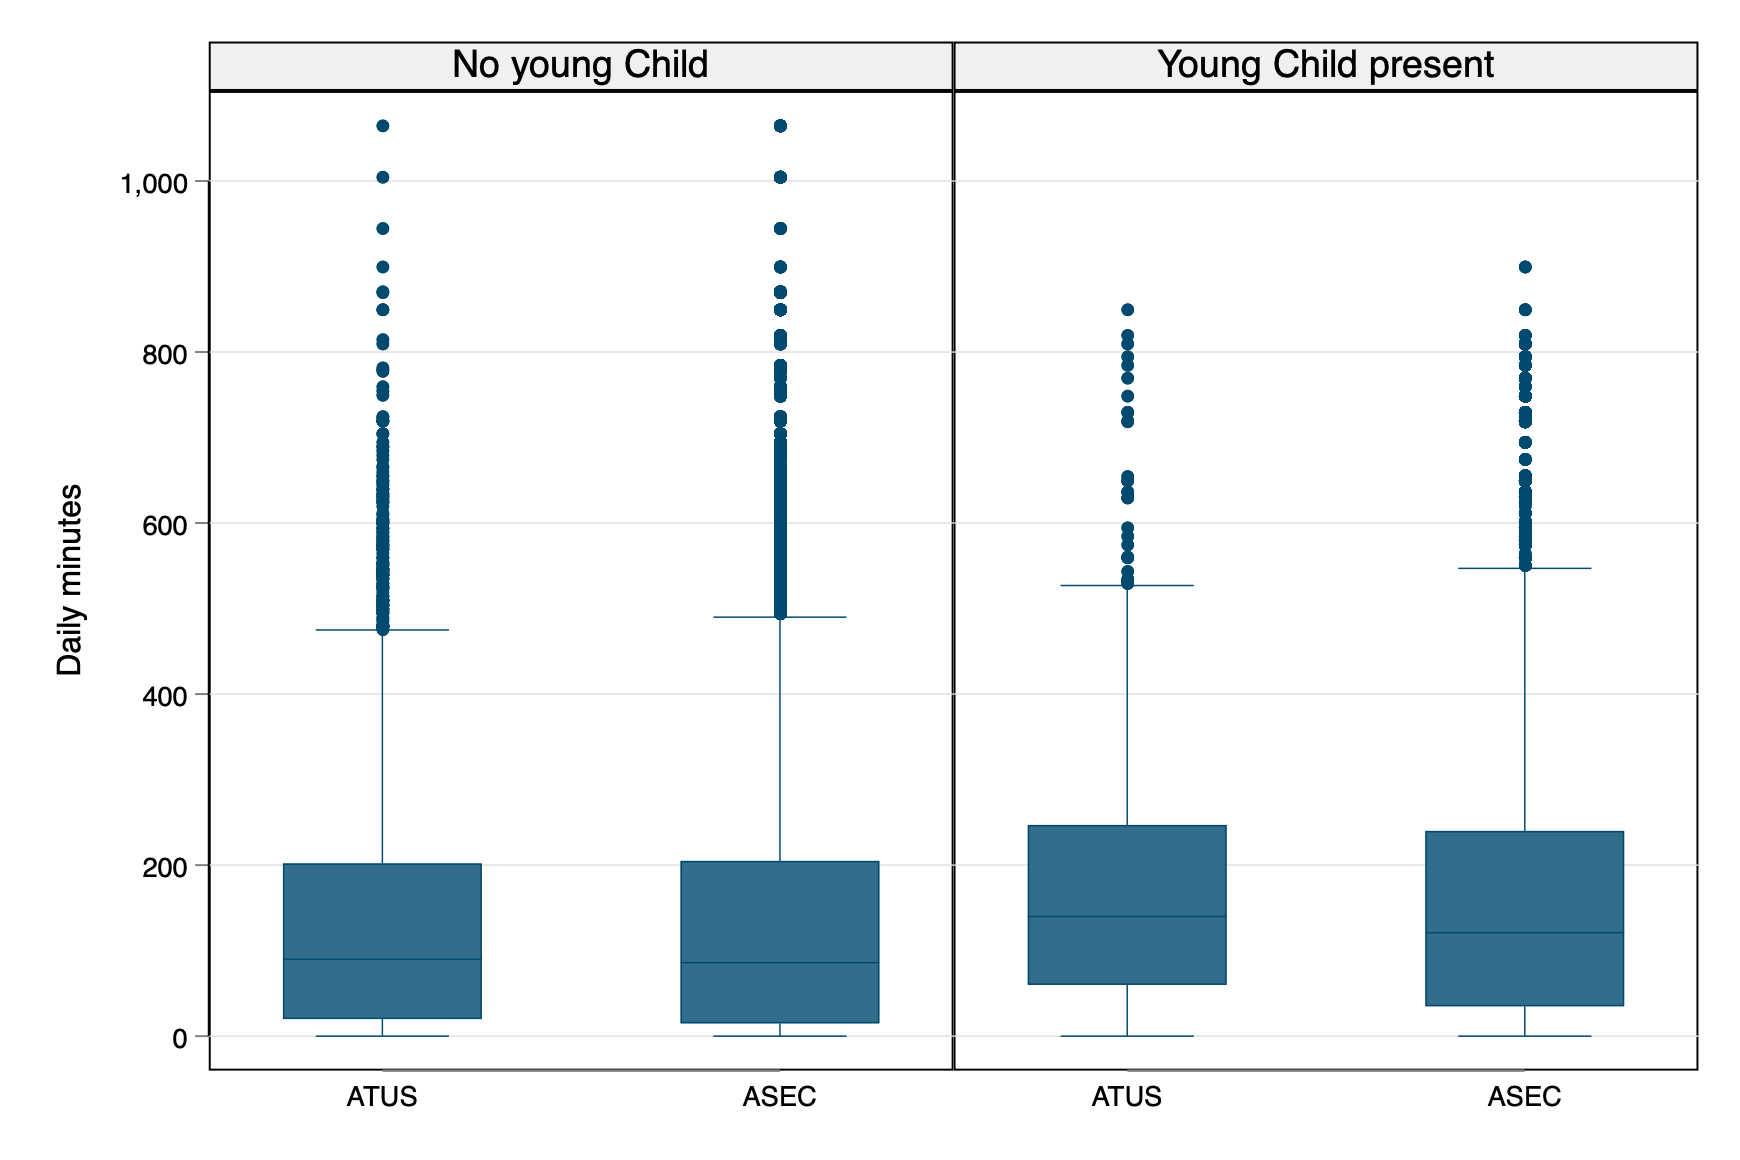 No young Child
Young Child present
Daily minutes
1,000
800
600
400
200
0
ATUS
ASEC
ATUS
ASEC